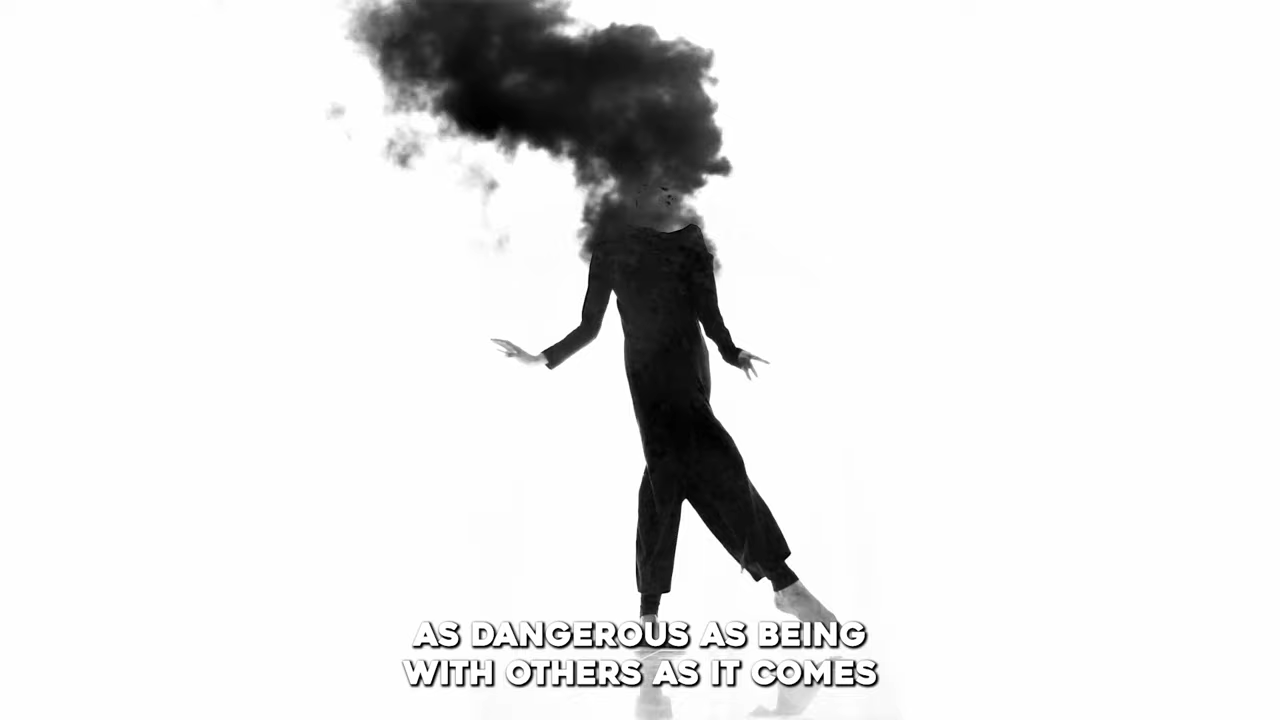 AS DANGEROUS AS BEING
WITH OTHERS AS IT COMES